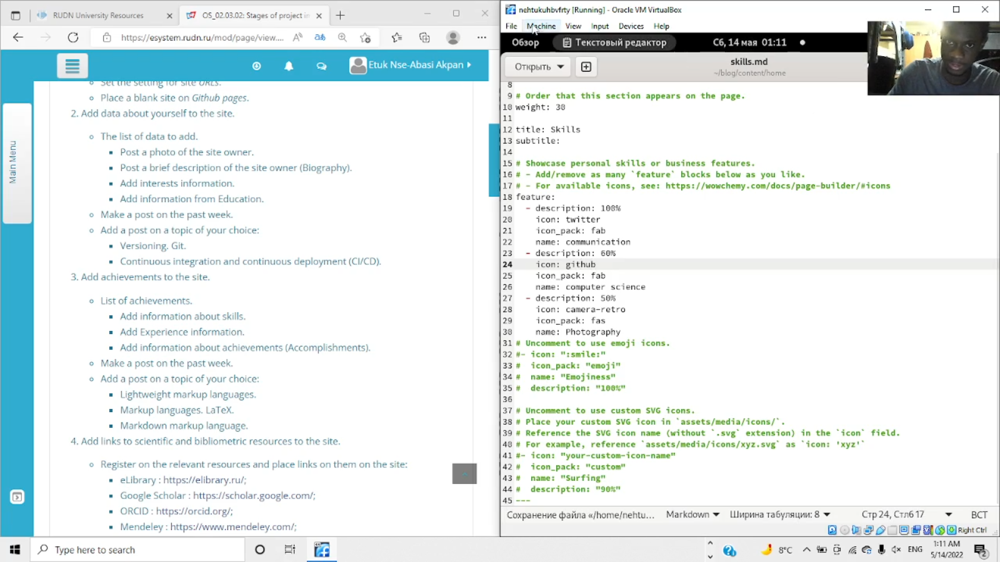 RUDN University Resources
OS_02.03.02: Stages of project in
https://esystem.rudn.ru/mod/page/view....
Etuk Nse-Abasi Akpan
Main Menu
Set the setting for site URLs.
Place a blank site on Github pages.
2. Add data about yourself to the site.
The list of data to add.
Post a photo of the site owner.
Post a brief description of the site owner (Biography).
Add interests information.
Add information from Education.
Make a post on the past week.
Add a post on a topic of your choice:
Versioning. Git.
Continuous integration and continuous deployment (CI/CD).
3. Add achievements to the site.
List of achievements.
Add information about skills.
Add Experience information.
Add information about achievements (Accomplishments).
Make a post on the past week.
Add a post on a topic of your choice:
Lightweight markup languages.
Markup languages. LaTeX.
Markdown markup language.
4. Add links to scientific and bibliometric resources to the site.
Register on the relevant resources and place links on them on the site:
eLibrary : https://elibrary.ru/;
Google Scholar : https://scholar.google.com/;
ORCID : https://orcid.org/;
Mendeley : https://www.mendeley.com/;
nehtukuhbvfrty [Running] - Oracle VM VirtualBox
File Machine View Input Devices Help
Обзор Текстовый редактор Сб, 14 мая 01:11
Открыть
skills.md
~/blog/content/home
8
9 # Order that this section appears on the page.
10 weight: 30
11
12 title: Skills
13 subtitle:
14
15 # Showcase personal skills or business features.
16 # - Add/remove as many `feature` blocks below as you like.
17 # - For available icons, see: https://wowchemy.com/docs/page-builder/#icons
18 feature:
19 - description: 100%
20 icon: twitter
21 icon_pack: fab
22 name: communication
23 - description: 60%
24 icon: github
25 icon_pack: fab
26 name: computer science
27 - description: 50%
28 icon: camera-retro
29 icon_pack: fas
30 name: Photography
31 # Uncomment to use emoji icons.
32 #- icon: ":smile:"
33 # icon_pack: "emoji"
34 # name: "Emojiness"
35 # description: "100%"
36
37 # Uncomment to use custom SVG icons.
38 # Place your custom SVG icon in `assets/media/icons/`.
39 # Reference the SVG icon name (without `.svg` extension) in the `icon` field.
40 # For example, reference `assets/media/icons/xyz.svg` as `icon: 'xyz'`
41 #- icon: "your-custom-icon-name"
42 # icon_pack: "custom"
43 # name: "Surfing"
44 # description: "90%"
45 ---
Сохранение файла «/home/nehtu... Markdown Ширина табуляции: 8 Стр 24, Стлб 17 ВСТ
Right Ctrl
Type here to search
8°C ENG
1:11 AM
5/14/2022
2